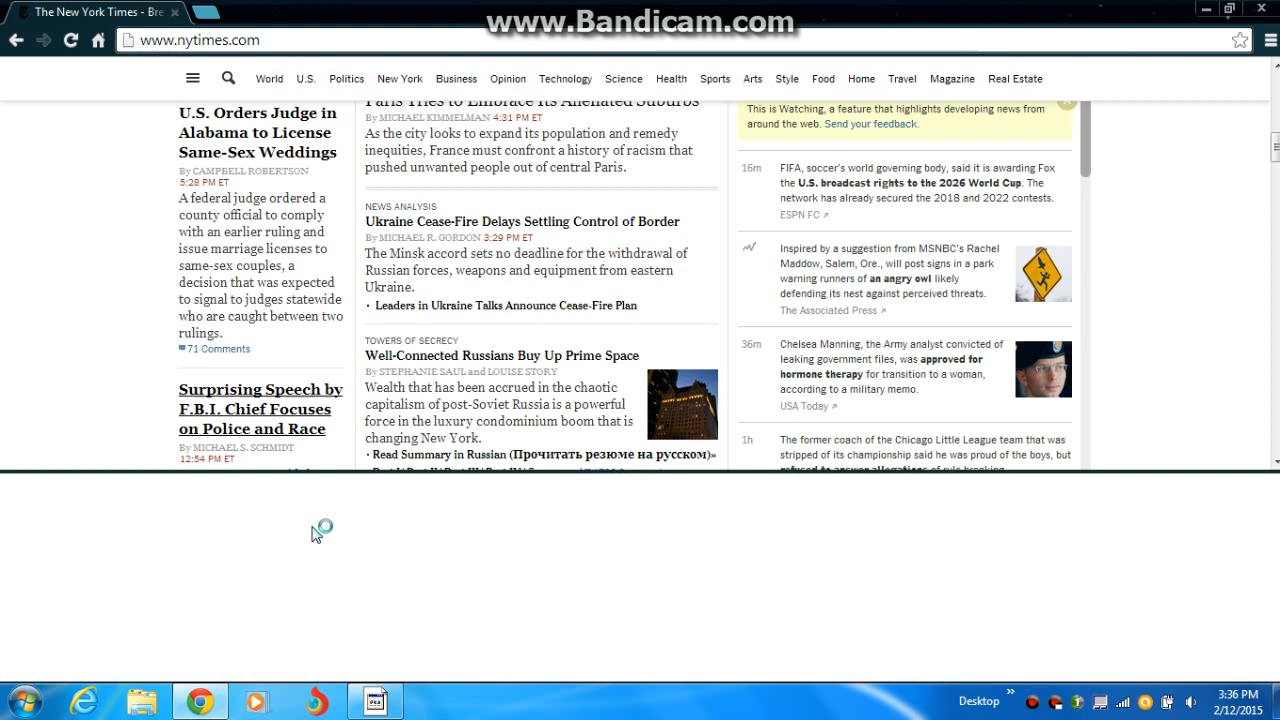 www.Bandicam.com
The New York Times - Bre
www.nytimes.com
World U.S. Politics New York Business Opinion Technology Science Health Sports Arts Style Food Home Travel Magazine Real Estate
U.S. Orders Judge in
Alabama to License
Same-Sex Weddings
By CAMPBELL ROBERTSON
5:28 PM ET
A federal judge ordered a
county official to comply
with an earlier ruling and
issue marriage licenses to
same-sex couples, a
decision that was expected
to signal to judges statewide
who are caught between two
rulings.
71 Comments
Surprising Speech by
F.B.I. Chief Focuses
on Police and Race
By MICHAEL S. SCHMIDT
12:54 PM ET
Paris Tries to Embrace Its Alienated Suburbs
By MICHAEL KIMMELMAN 4:31 PM ET
As the city looks to expand its population and remedy
inequities, France must confront a history of racism that
pushed unwanted people out of central Paris.
NEWS ANALYSIS
Ukraine Cease-Fire Delays Settling Control of Border
By MICHAEL R. GORDON 3:29 PM ET
The Minsk accord sets no deadline for the withdrawal of
Russian forces, weapons and equipment from eastern
Ukraine.
· Leaders in Ukraine Talks Announce Cease-Fire Plan
TOWERS OF SECRECY
Well-Connected Russians Buy Up Prime Space
By STEPHANIE SAUL and LOUISE STORY
Wealth that has been accrued in the chaotic
capitalism of post-Soviet Russia is a powerful
force in the luxury condominium boom that is
changing New York.
· Read Summary in Russian (Прочитать резюме на русском)»
This is Watching, a feature that highlights developing news from
around the web. Send your feedback.
16m
FIFA, soccer's world governing body, said it is awarding Fox
the U.S. broadcast rights to the 2026 World Cup. The
network has already secured the 2018 and 2022 contests.
ESPN FC
Inspired by a suggestion from MSNBC's Rachel
Maddow, Salem, Ore., will post signs in a park
warning runners of an angry owl likely
defending its nest against perceived threats.
The Associated Press
36m
Chelsea Manning, the Army analyst convicted of
leaking government files, was approved for
hormone therapy for transition to a woman,
according to a military memo.
USA Today
1h
The former coach of the Chicago Little League team that was
stripped of its championship said he was proud of the boys, but
refused to answer allegations of rule breaking
Desktop
3:36 PM
2/12/2015